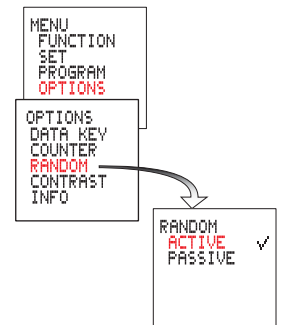 MENU
FUNCTION
SET
PROGRAM
OPTIONS
OPTIONS
DATA KEY
COUNTER
RANDOM
CONTRAST
INFO
RANDOM
ACTIVE ✓
PASSIVE